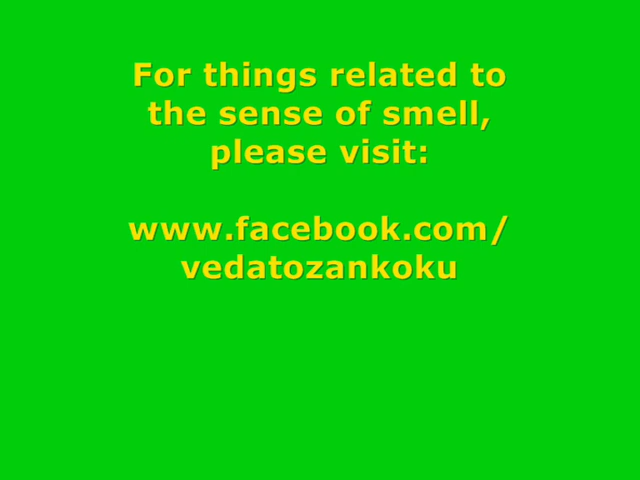 For things related to
the sense of smell,
please visit:
www.facebook.com/
vedatozankoku